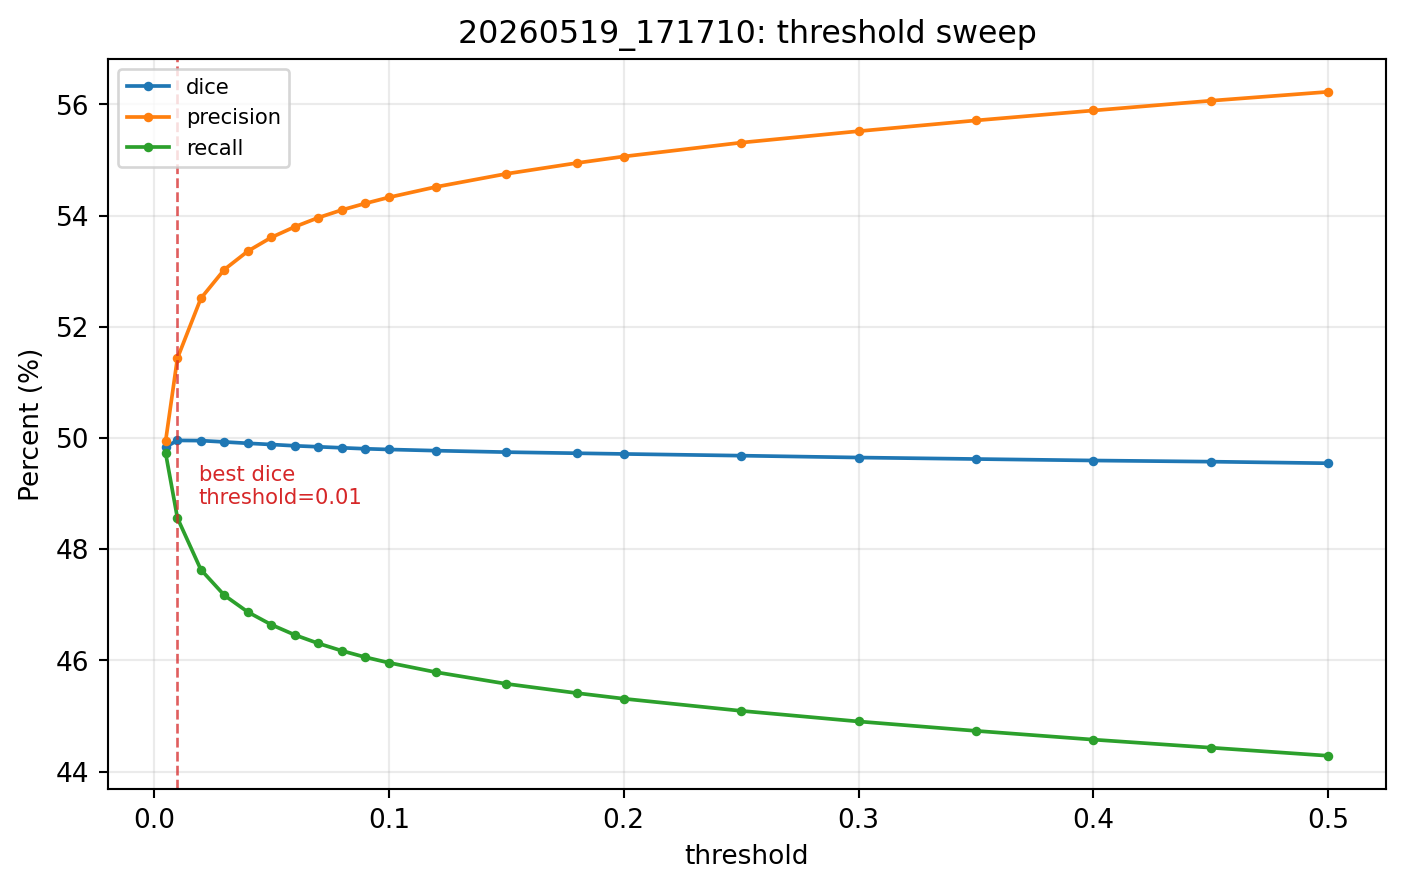 20260519_171710: threshold sweep
dice
precision
recall
56
54
52
50
48
46
44
Percent (%)
best dice
threshold=0.01
0.0 0.1 0.2 0.3 0.4 0.5
threshold